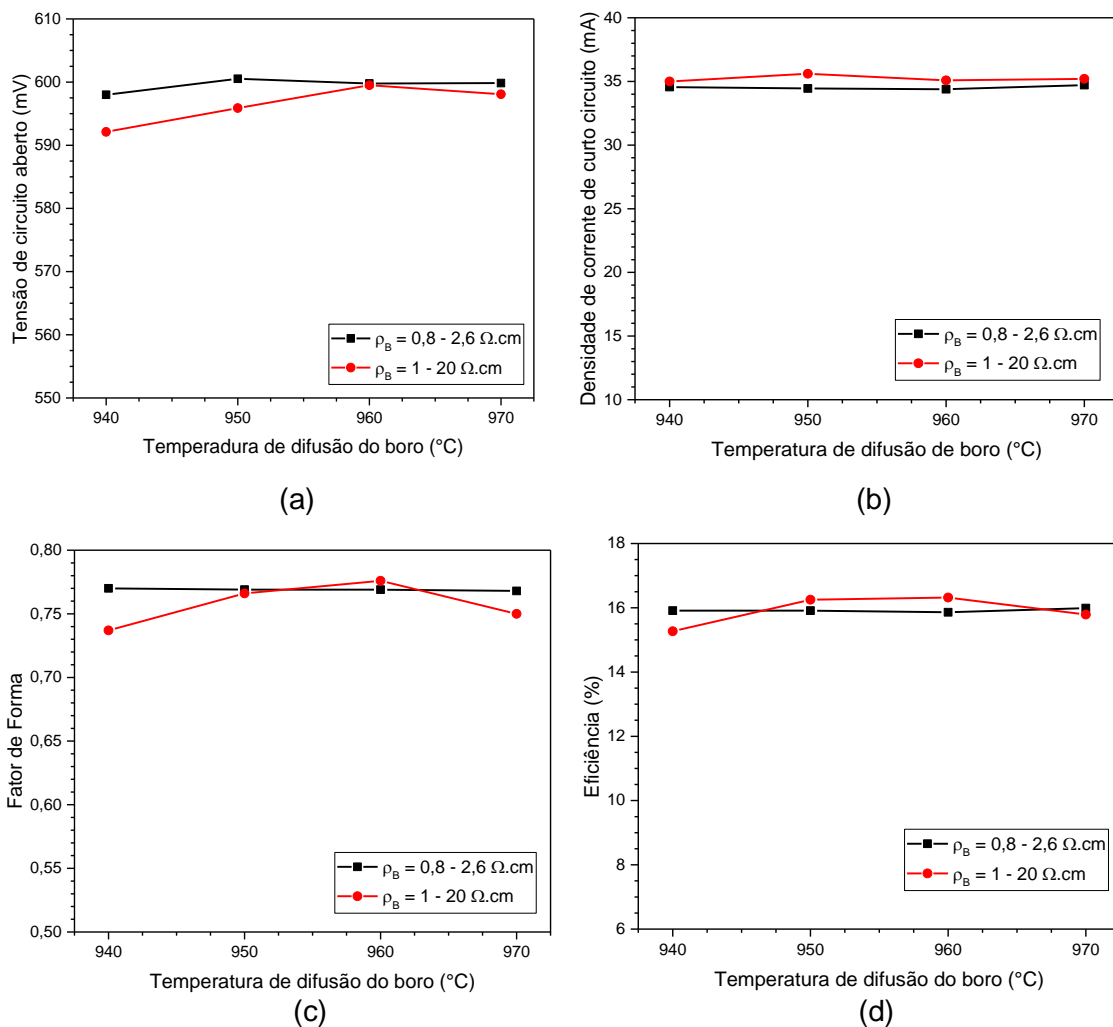 610
600
590
580
570
560
550
Tensão de circuito aberto (mV)
ρB = 0,8 - 2,6 Ω.cm
ρB = 1 - 20 Ω.cm
940 950 960 970
Temperadura de difusão do boro (°C)
(a)
40
35
30
25
20
15
10
Densidade de corrente de curto circuito (mA)
ρB = 0,8 - 2,6 Ω.cm
ρB = 1 - 20 Ω.cm
940 950 960 970
Temperatura de difusão de boro (°C)
(b)
0,80
0,75
0,70
0,65
0,60
0,55
0,50
Fator de Forma
ρB = 0,8 - 2,6 Ω.cm
ρB = 1 - 20 Ω.cm
940 950 960 970
Temperatura de difusão do boro (°C)
(c)
18
16
14
12
10
8
6
Eficiência (%)
ρB = 0,8 - 2,6 Ω.cm
ρB = 1 - 20 Ω.cm
940 950 960 970
Temperatura de difusão do boro (°C)
(d)